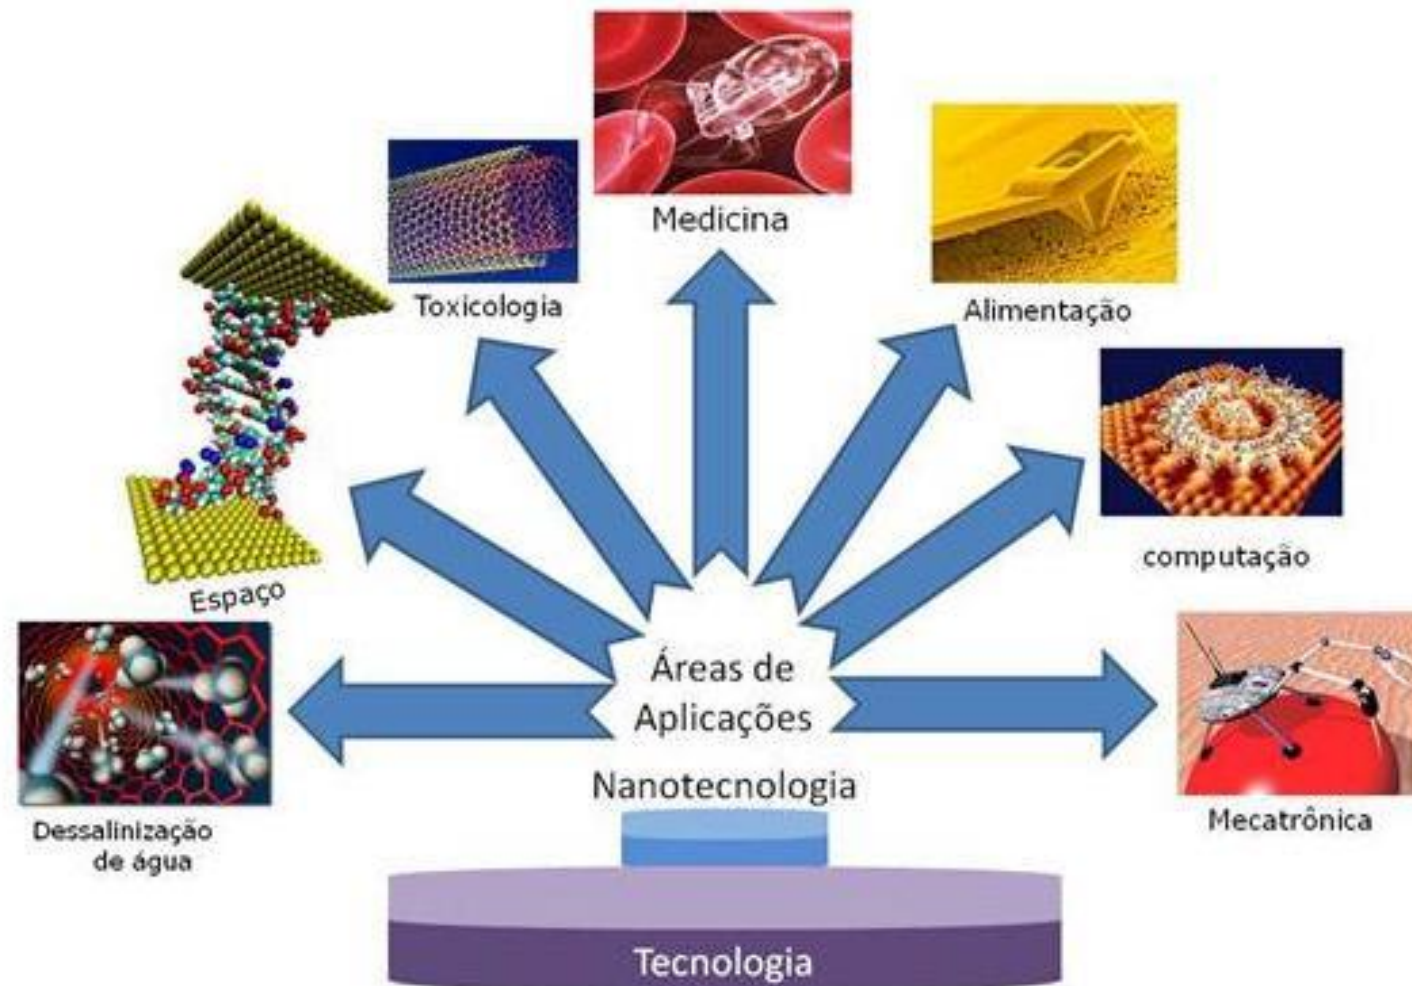 Medicina
Toxicologia
Alimentação
Espaço
computação
Dessalinização
de água
Áreas de
Aplicações
Mecatrônica
Nanotecnologia
Tecnologia